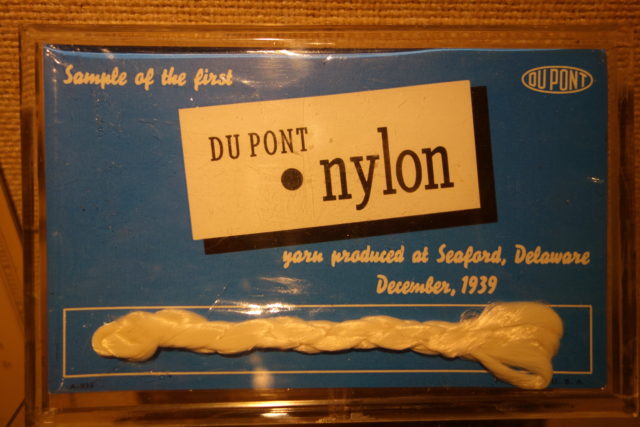 Sample of the first
DU PONT
DU PONT
nylon
yarn produced at Seaford, Delaware
December, 1939
U. S. A.